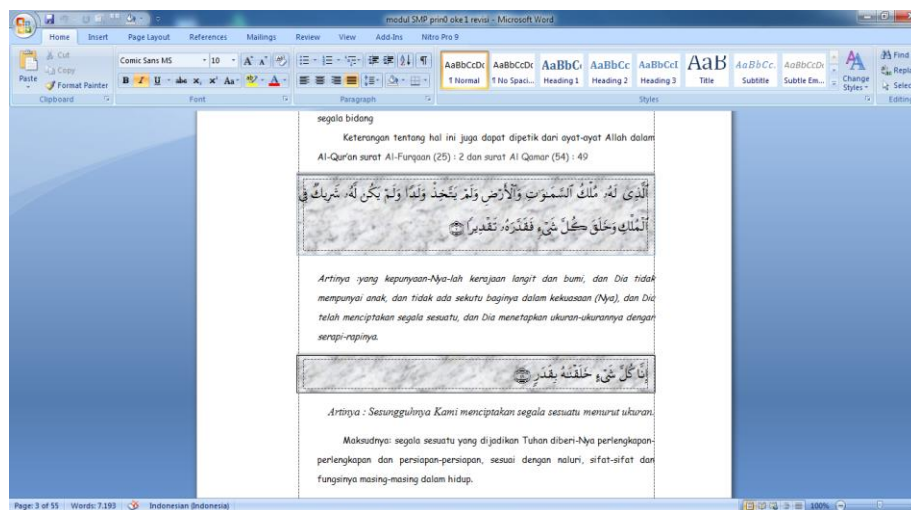 modul SMP prin0 oke1 revisi - Microsoft Word
Home Insert Page Layout References Mailings Review View Add-Ins Nitro Pro 9
Cut
Copy
Format Painter
Paste
Clipboard
Comic Sans MS 10
Font
Paragraph
AaBbCcDc AaBbCcDc AaBbC AaBbCc AaBbCcI AaB AaBbCc. AaBbCcDc
¶ Normal ¶ No Spaci... Heading 1 Heading 2 Heading 3 Title Subtitle Subtle Em...
Change Styles
Styles
Find
Repl
Selec
Editing
segala bidang
Keterangan tentang hal ini juga dapat dipetik dari ayat-ayat Allah dalam
Al-Qur'an surat Al-Furqaan (25) : 2 dan surat Al Qamar (54) : 49
ٱلَّذِى لَهُۥ مُلْكُ ٱلسَّمَـٰوَٰتِ وَٱلْأَرْضِ وَلَمْ يَتَّخِذْ وَلَدًا وَلَمْ يَكُن لَّهُۥ شَرِيكٌ فِى
ٱلْمُلْكِ وَخَلَقَ كُلَّ شَىْءٍ فَقَدَّرَهُۥ تَقْدِيرًا
Artinya :yang kepunyaan-Nya-lah kerajaan langit dan bumi, dan Dia tidak
mempunyai anak, dan tidak ada sekutu baginya dalam kekuasaan (Nya), dan Dia
telah menciptakan segala sesuatu, dan Dia menetapkan ukuran-ukurannya dengan
serapi-rapinya.
إِنَّا كُلَّ شَىْءٍ خَلَقْنَـٰهُ بِقَدَرٍ
Artinya : Sesungguhnya Kami menciptakan segala sesuatu menurut ukuran.
Maksudnya: segala sesuatu yang dijadikan Tuhan diberi-Nya perlengkapan-
perlengkapan dan persiapan-persiapan, sesuai dengan naluri, sifat-sifat dan
fungsinya masing-masing dalam hidup.
Page: 3 of 55 Words: 7.193 Indonesian (Indonesia) 100%